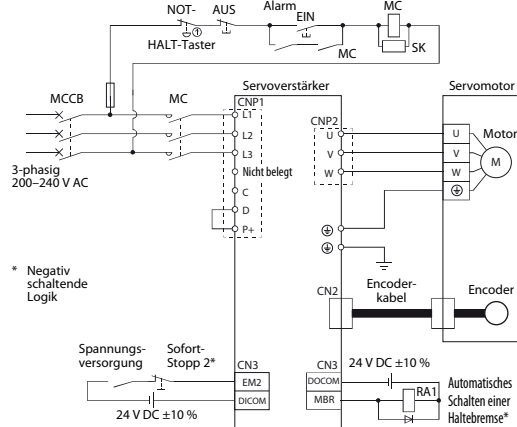 NOT- AUS Alarm EIN MC
HALT-Taster ① MC SK
Servoverstärker Servomotor
MCCB MC CNP1
L1 CNP2
L2 U U Motor
L3 V V M
3-phasig Nicht belegt W W
200–240 V AC
C
D
P+
* Negativ
schaltende
Logik
Encoder-
kabel
CN2 Encoder
Spannungs-
versorgung
Sofort-
Stopp 2*
CN3 CN3 24 V DC ±10 %
EM2 DOCOM RA1
DICOM MBR
24 V DC ±10 %
Automatisches
Schalten einer
Haltebremse*